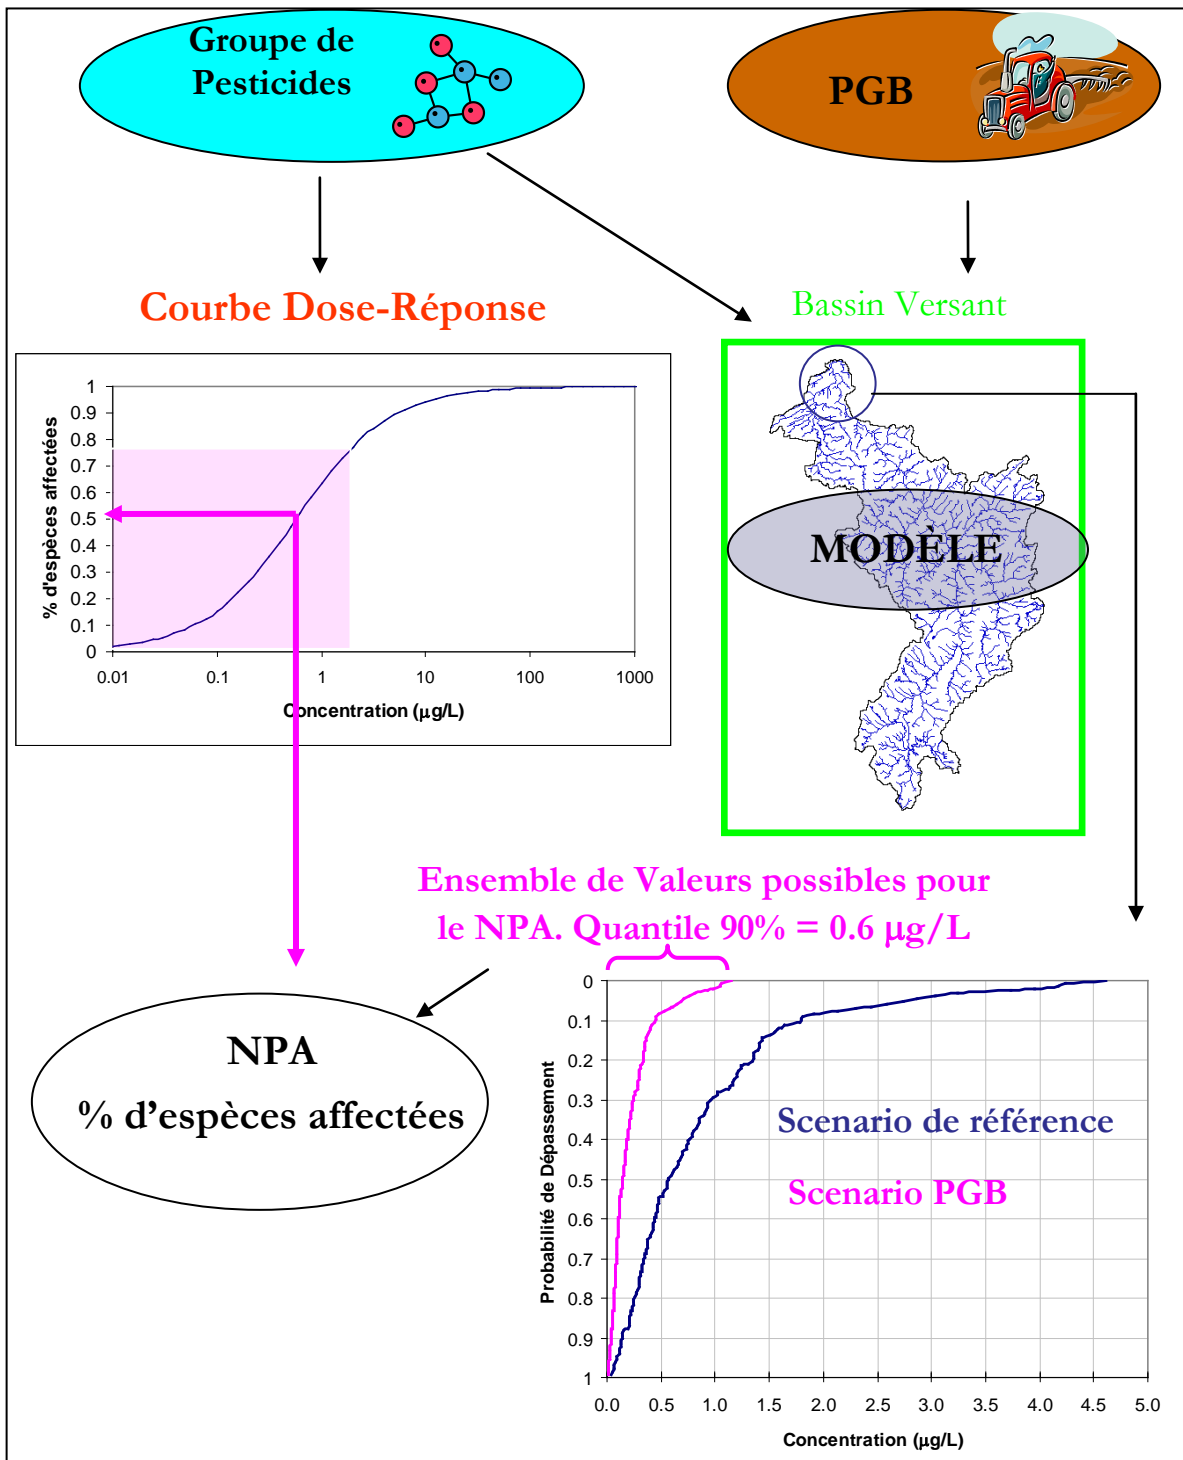 Groupe de
Pesticides
PGB
Courbe Dose-Réponse
Bassin Versant
% d'espèces affectées
1
0.9
0.8
0.7
0.6
0.5
0.4
0.3
0.2
0.1
0
0.01 0.1 1 10 100 1000
Concentration (µg/L)
MODÈLE
Ensemble de Valeurs possibles pour
le NPA. Quantile 90% = 0.6 µg/L
NPA
% d'espèces affectées
Probabilité de Dépassement
0
0.1
0.2
0.3
0.4
0.5
0.6
0.7
0.8
0.9
1
Scenario de référence
Scenario PGB
0.0 0.5 1.0 1.5 2.0 2.5 3.0 3.5 4.0 4.5 5.0
Concentration (µg/L)